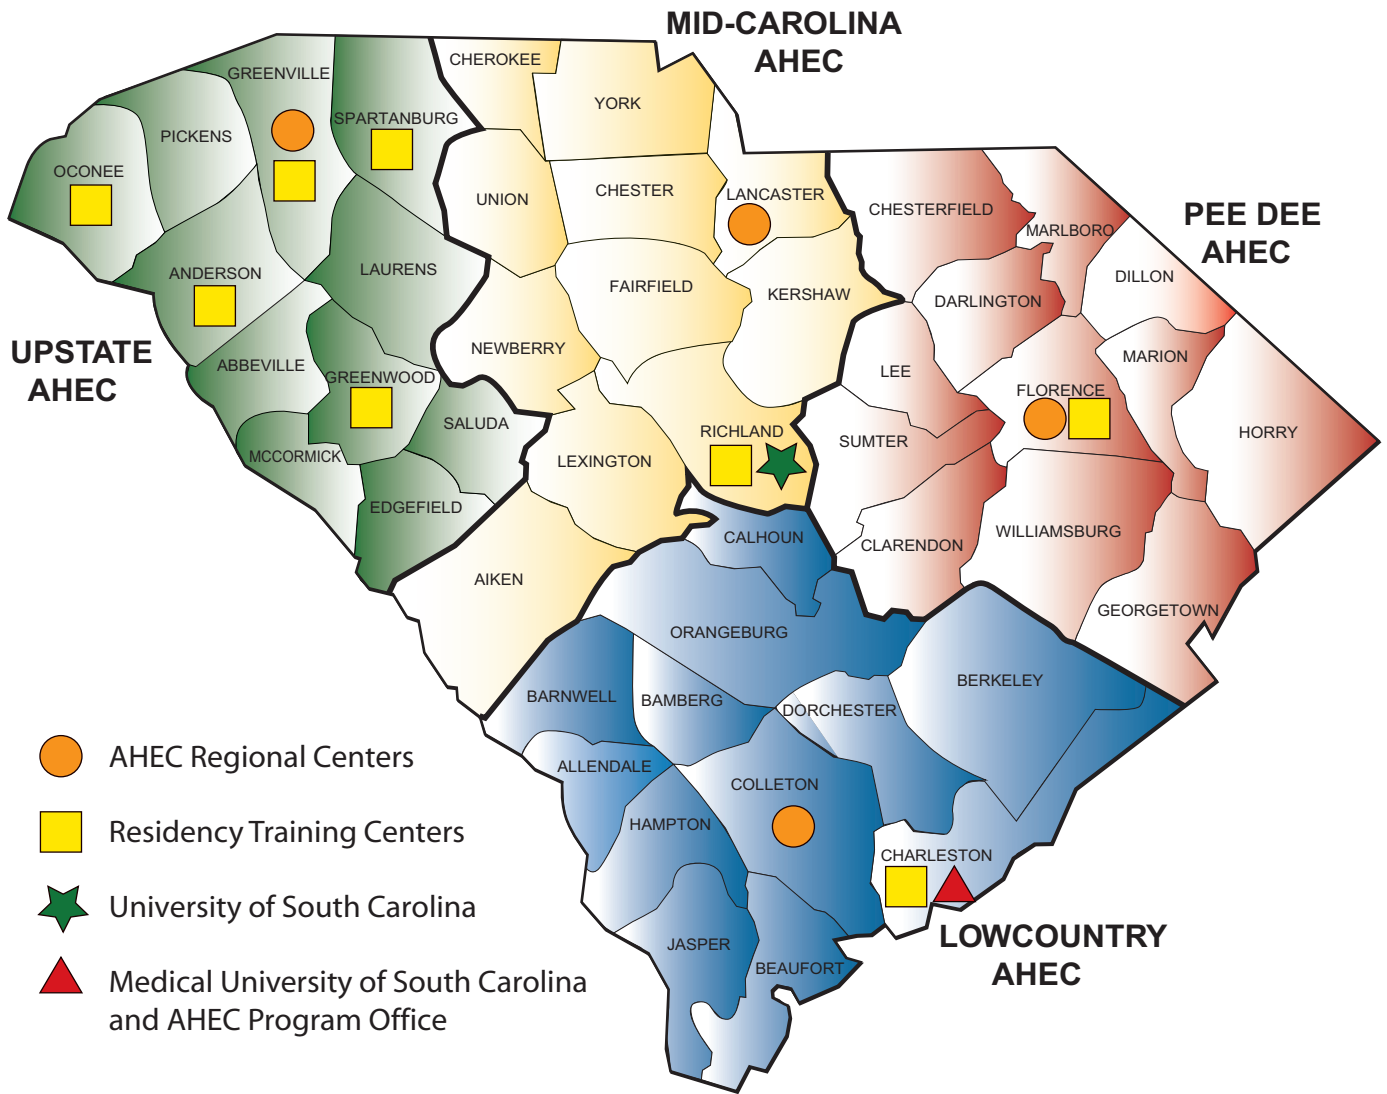 MID-CAROLINA
AHEC
CHEROKEE
YORK
GREENVILLE
SPARTANBURG
PICKENS
OCONEE
UNION
CHESTER
LANCASTER
CHESTERFIELD
MARLBORO
PEE DEE
AHEC
ANDERSON
LAURENS
FAIRFIELD
KERSHAW
DARLINGTON
DILLON
UPSTATE
AHEC
ABBEVILLE
GREENWOOD
NEWBERRY
LEE
FLORENCE
MARION
SALUDA
RICHLAND
SUMTER
HORRY
MCCORMICK
LEXINGTON
EDGEFIELD
CALHOUN
CLARENDON
WILLIAMSBURG
AIKEN
ORANGEBURG
GEORGETOWN
BARNWELL
BAMBERG
DORCHESTER
BERKELEY
ALLENDALE
COLLETON
HAMPTON
CHARLESTON
JASPER
BEAUFORT
LOWCOUNTRY
AHEC
AHEC Regional Centers
Residency Training Centers
University of South Carolina
Medical University of South Carolina
and AHEC Program Office